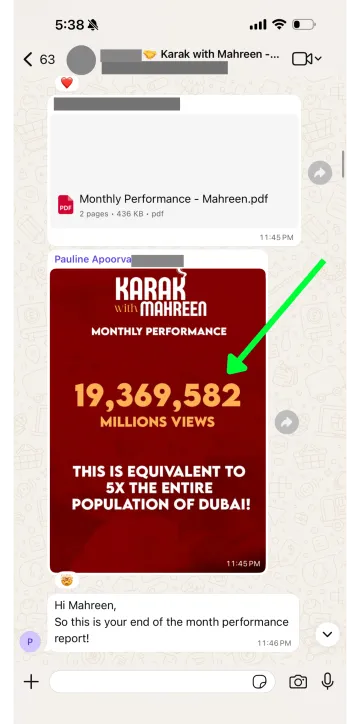 5:38
63
🤝 Karak with Mahreen -...
Monthly Performance - Mahreen.pdf
PDF
2 pages • 436 KB • pdf
11:45 PM
Pauline Apoorva
KARAK
with MAHREEN
MONTHLY PERFORMANCE
19,369,582
MILLIONS VIEWS
THIS IS EQUIVALENT TO
5X THE ENTIRE
POPULATION OF DUBAI!
11:45 PM
Hi Mahreen,
So this is your end of the month performance
report!
11:46 PM
P